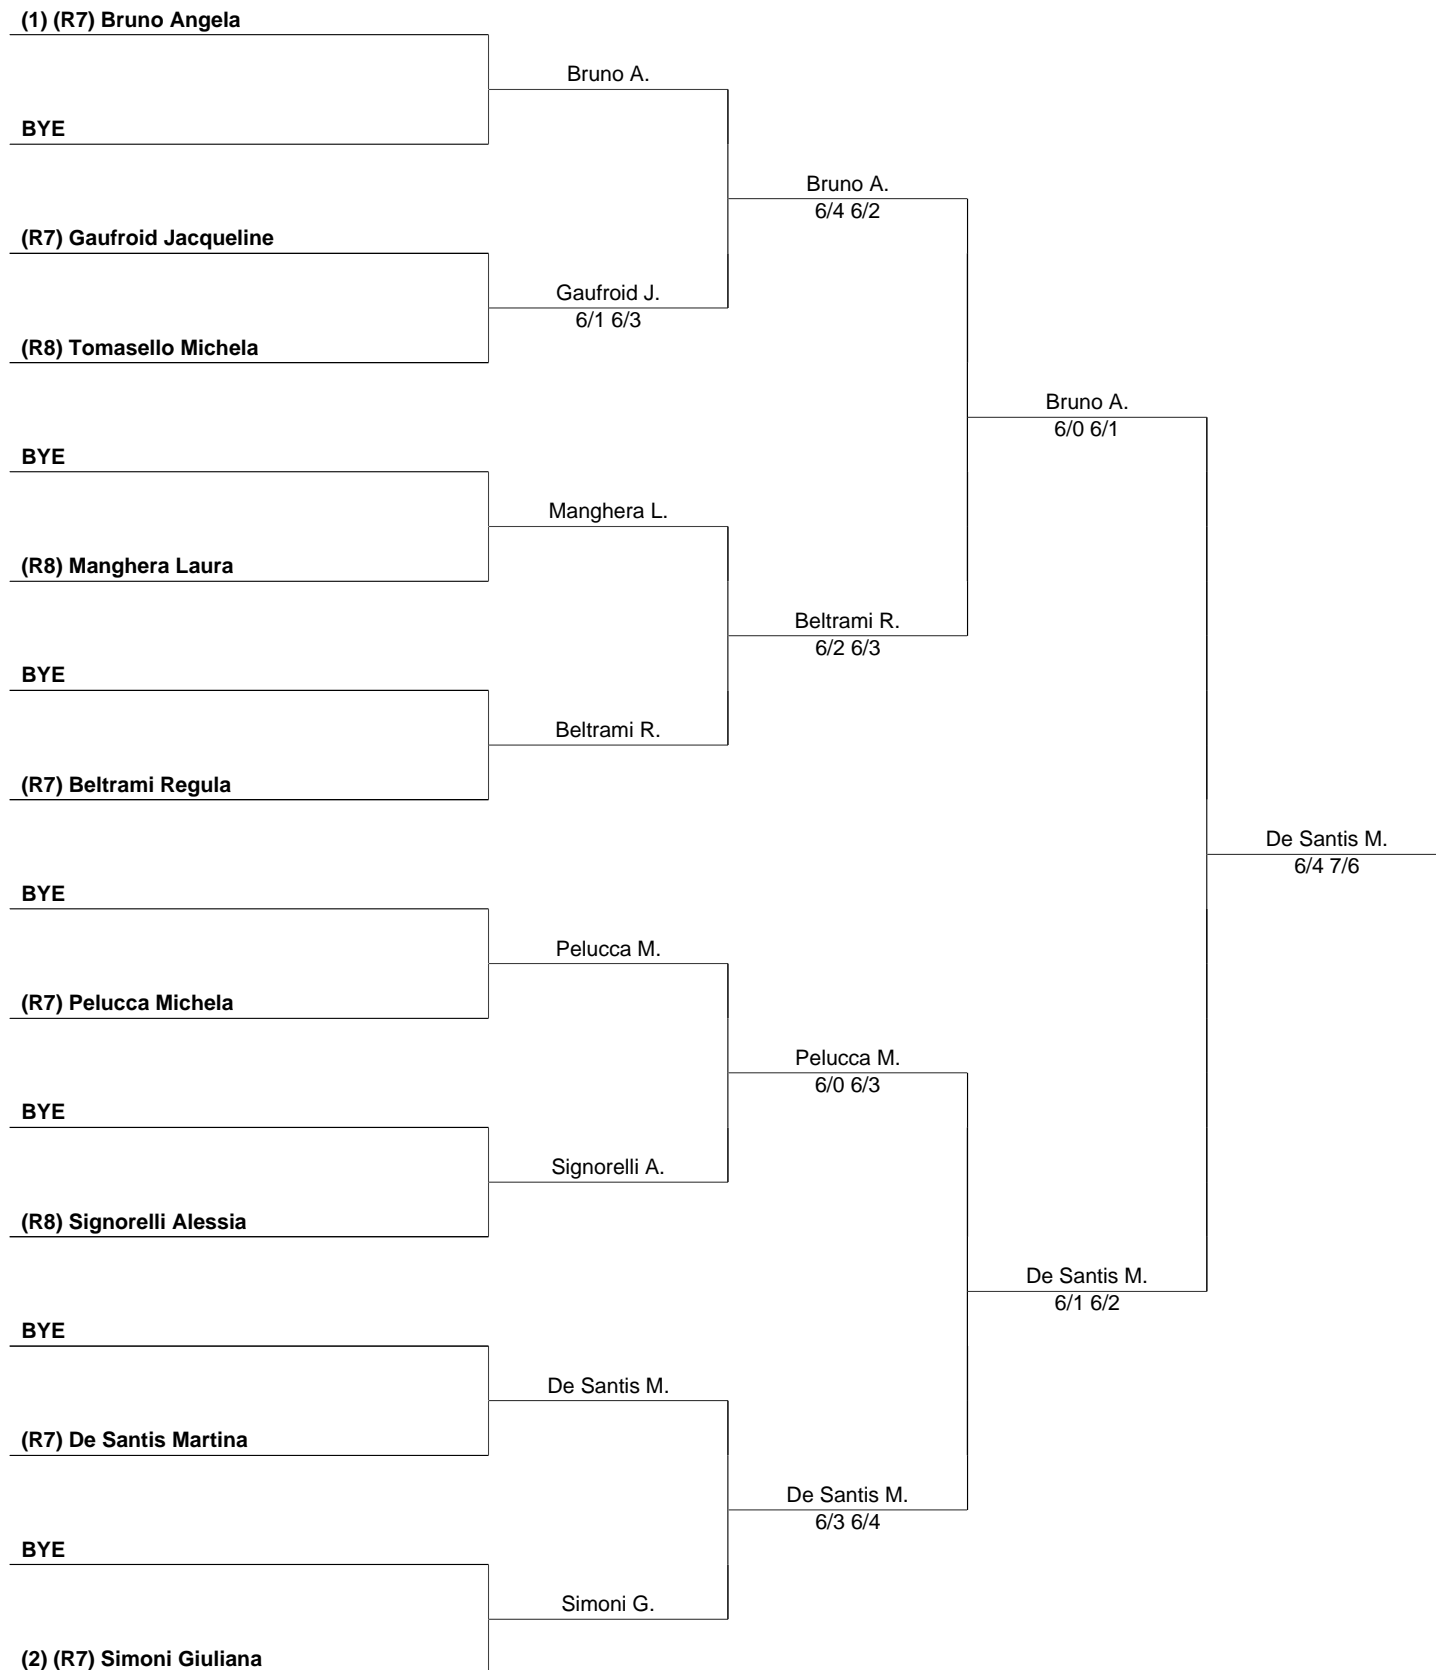 (1) (R7) Bruno Angela
Bruno A.
BYE
Bruno A.
6/4 6/2
(R7) Gaufroid Jacqueline
Gaufroid J.
6/1 6/3
(R8) Tomasello Michela
Bruno A.
6/0 6/1
BYE
Manghera L.
(R8) Manghera Laura
Beltrami R.
6/2 6/3
BYE
Beltrami R.
(R7) Beltrami Regula
De Santis M.
6/4 7/6
BYE
Pelucca M.
(R7) Pelucca Michela
Pelucca M.
6/0 6/3
BYE
Signorelli A.
(R8) Signorelli Alessia
De Santis M.
6/1 6/2
BYE
De Santis M.
(R7) De Santis Martina
De Santis M.
6/3 6/4
BYE
Simoni G.
(2) (R7) Simoni Giuliana